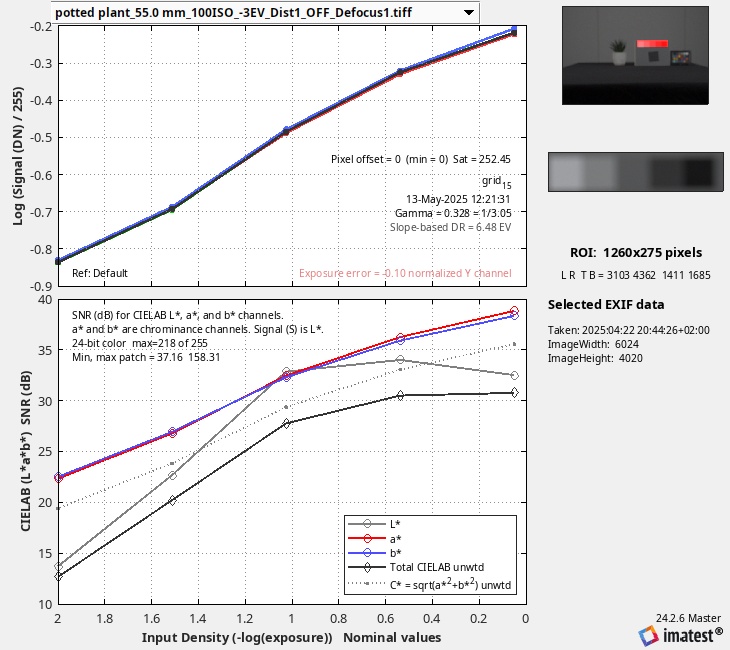 potted plant_55.0 mm_100ISO_-3EV_Dist1_OFF_Defocus1.tiff
-0.2
-0.3
-0.4
-0.5
-0.6
-0.7
-0.8
-0.9
Log (Signal (DN) / 255)
Pixel offset = 0 (min = 0) Sat = 252.45
grid15
13-May-2025 12:21:31
Gamma = 0.328 = 1/3.05
Slope-based DR = 6.48 EV
Ref: Default
Exposure error = -0.10 normalized Y channel
40
35
30
25
20
15
10
CIELAB (L*a*b*) SNR (dB)
SNR (dB) for CIELAB L*, a*, and b* channels.
a* and b* are chrominance channels. Signal (S) is L*.
24-bit color max=218 of 255
Min, max patch = 37.16 158.31
L*
a*
b*
Total CIELAB unwtd
C* = sqrt(a*2+b*2) unwtd
2 1.8 1.6 1.4 1.2 1 0.8 0.6 0.4 0.2 0
Input Density (-log(exposure)) Nominal values
ROI: 1260x275 pixels
L R T B = 3103 4362 1411 1685
Selected EXIF data
Taken: 2025:04:22 20:44:26+02:00
ImageWidth: 6024
ImageHeight: 4020
24.2.6 Master
imatest®